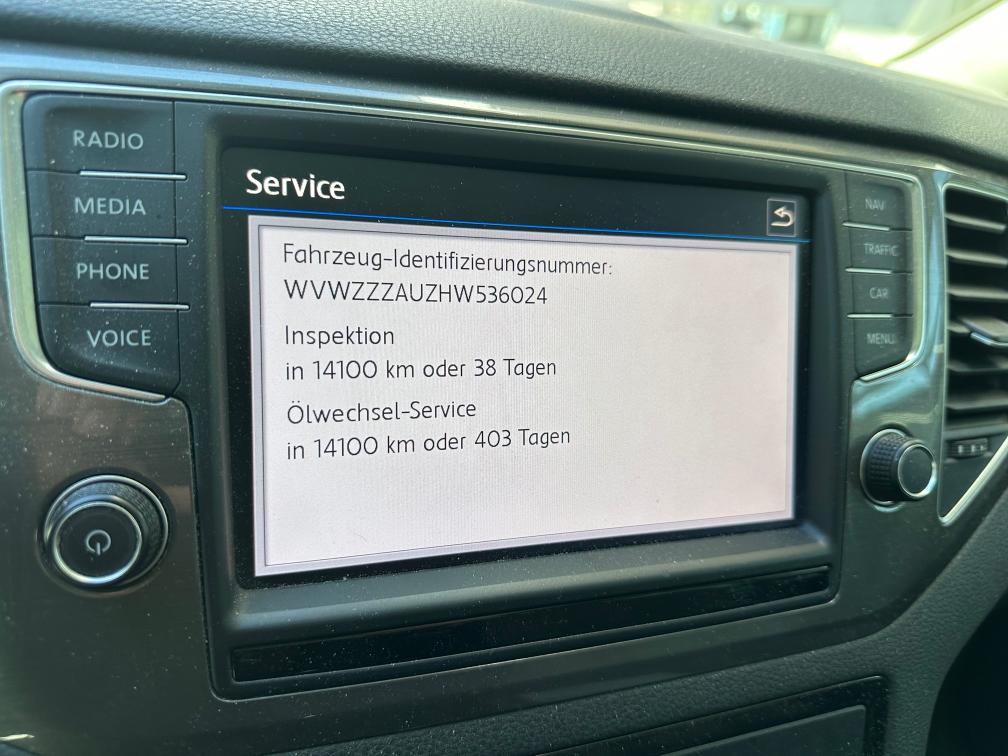 RADIO
MEDIA
PHONE
VOICE
Service
Fahrzeug-Identifizierungsnummer:
WVWZZZAUZHW536024
Inspektion
in 14100 km oder 38 Tagen
Ölwechsel-Service
in 14100 km oder 403 Tagen
NAV
TRAFFIC
CAR
MENU